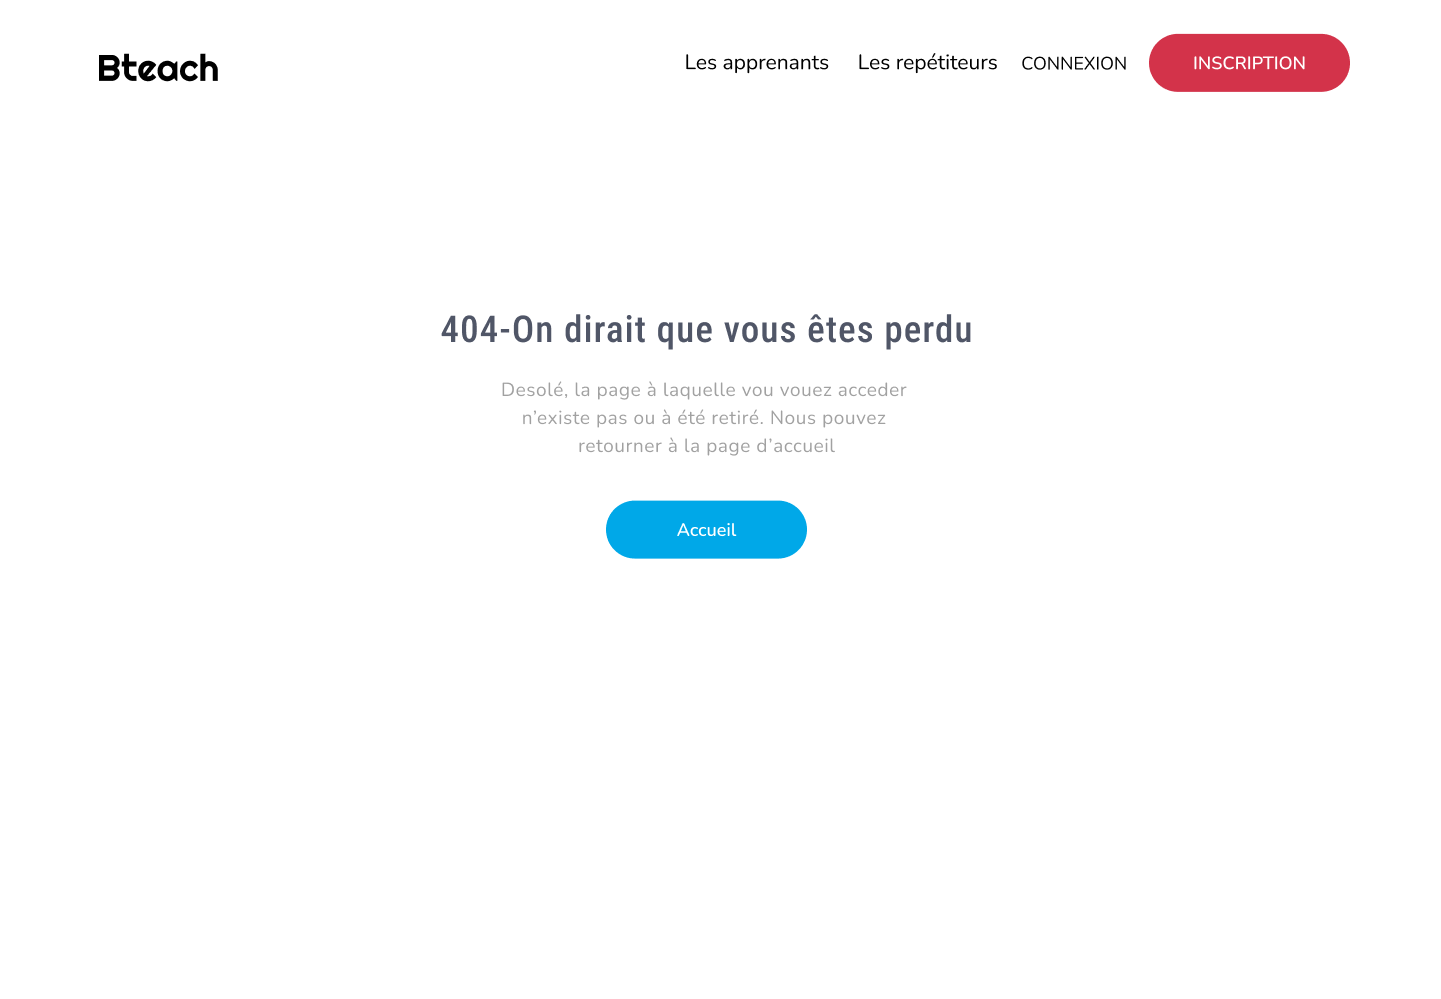 Bteach
Les apprenants
Les repétiteurs
CONNEXION
INSCRIPTION
404-On dirait que vous êtes perdu
Desolé, la page à laquelle vou vouez acceder
n’existe pas ou à été retiré. Nous pouvez
retourner à la page d’accueil
Accueil